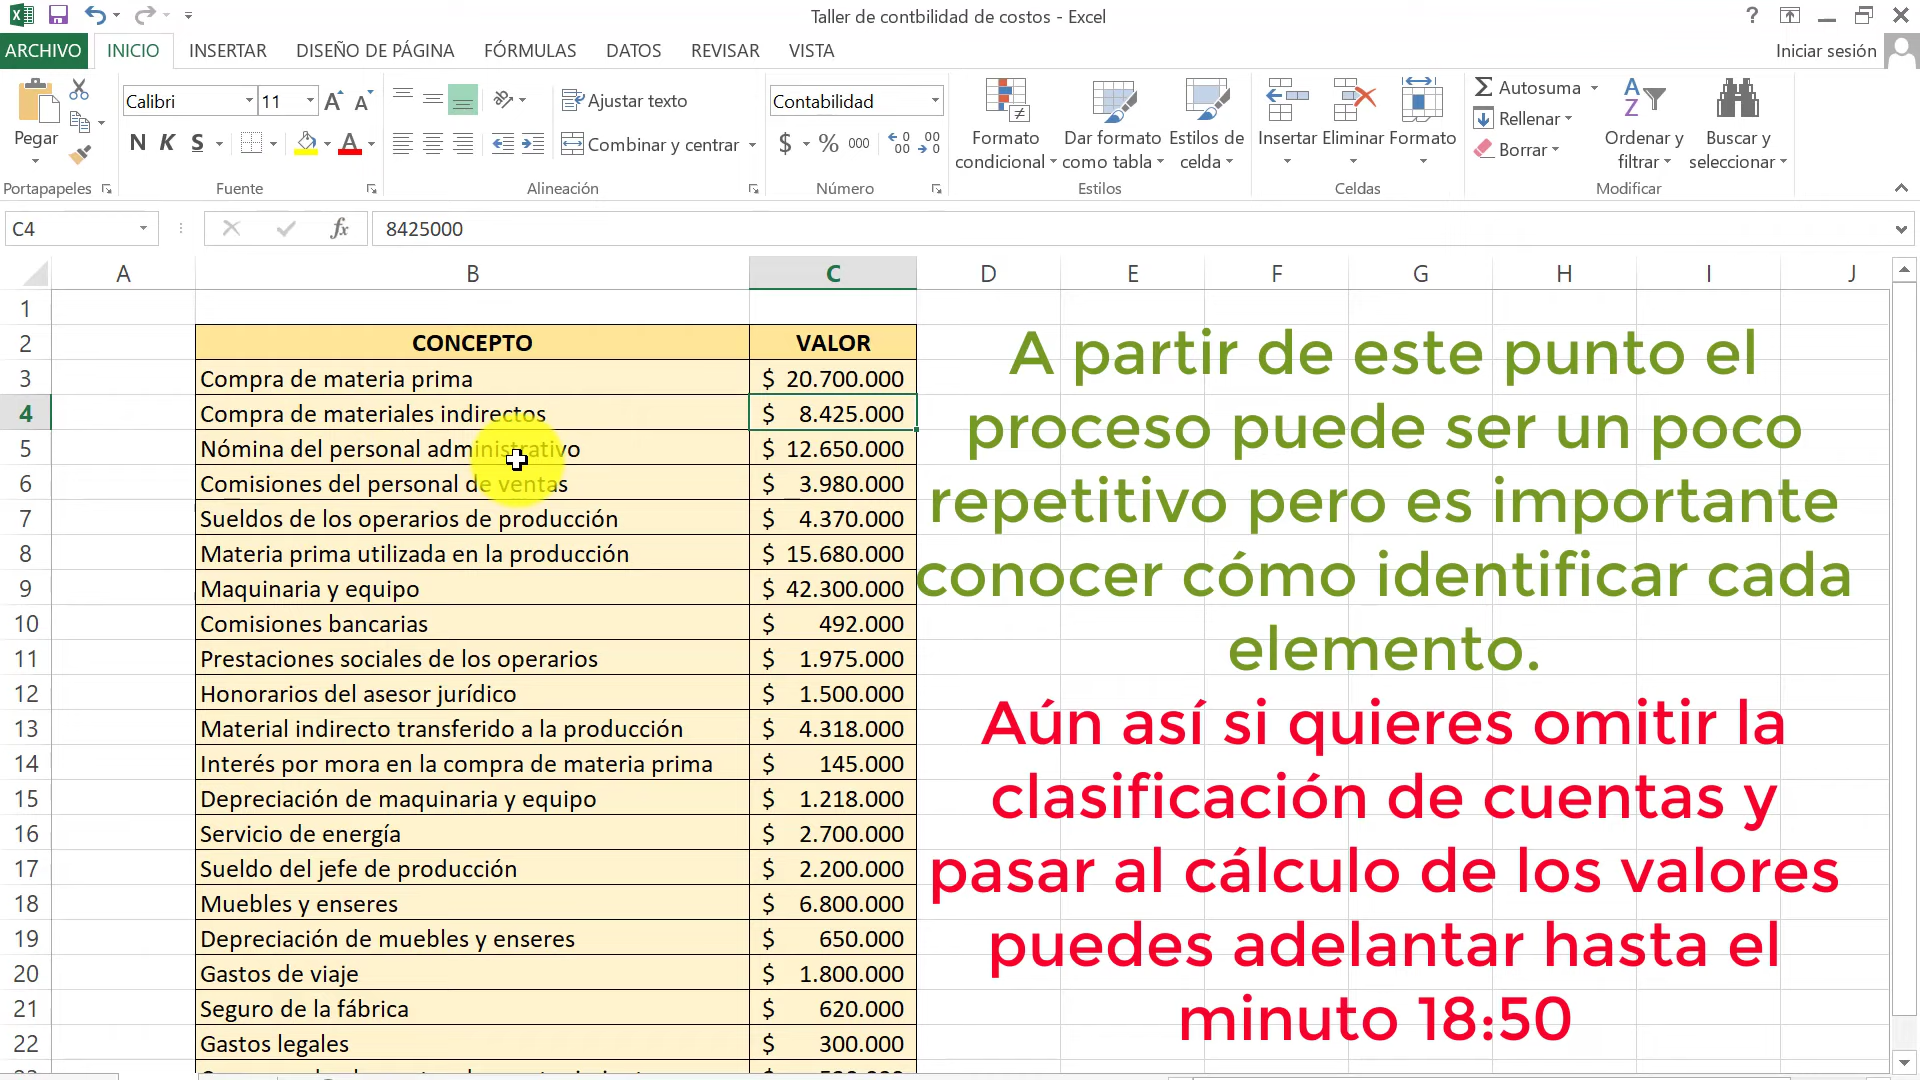 Taller de contbilidad de costos - Excel
?
ARCHIVO INICIO INSERTAR DISEÑO DE PÁGINA FÓRMULAS DATOS REVISAR VISTA Iniciar sesión
Pegar
Portapapeles
Calibri 11
N K S
Fuente
Ajustar texto
Combinar y centrar
Alineación
Contabilidad
$ % 000
Número
Formato condicional
Dar formato como tabla
Estilos de celda
Estilos
Insertar Eliminar Formato
Celdas
Autosuma
Rellenar
Borrar
Ordenar y filtrar
Buscar y seleccionar
Modificar
C4 fx 8425000
A B C D E F G H I J
1
2 CONCEPTO VALOR
3 Compra de materia prima $ 20.700.000
4 Compra de materiales indirectos $ 8.425.000
5 Nómina del personal administrativo $ 12.650.000
6 Comisiones del personal de ventas $ 3.980.000
7 Sueldos de los operarios de producción $ 4.370.000
8 Materia prima utilizada en la producción $ 15.680.000
9 Maquinaria y equipo $ 42.300.000
10 Comisiones bancarias $ 492.000
11 Prestaciones sociales de los operarios $ 1.975.000
12 Honorarios del asesor jurídico $ 1.500.000
13 Material indirecto transferido a la producción $ 4.318.000
14 Interés por mora en la compra de materia prima $ 145.000
15 Depreciación de maquinaria y equipo $ 1.218.000
16 Servicio de energía $ 2.700.000
17 Sueldo del jefe de producción $ 2.200.000
18 Muebles y enseres $ 6.800.000
19 Depreciación de muebles y enseres $ 650.000
20 Gastos de viaje $ 1.800.000
21 Seguro de la fábrica $ 620.000
22 Gastos legales $ 300.000
A partir de este punto el
proceso puede ser un poco
repetitivo pero es importante
conocer cómo identificar cada
elemento.
Aún así si quieres omitir la
clasificación de cuentas y
pasar al cálculo de los valores
puedes adelantar hasta el
minuto 18:50